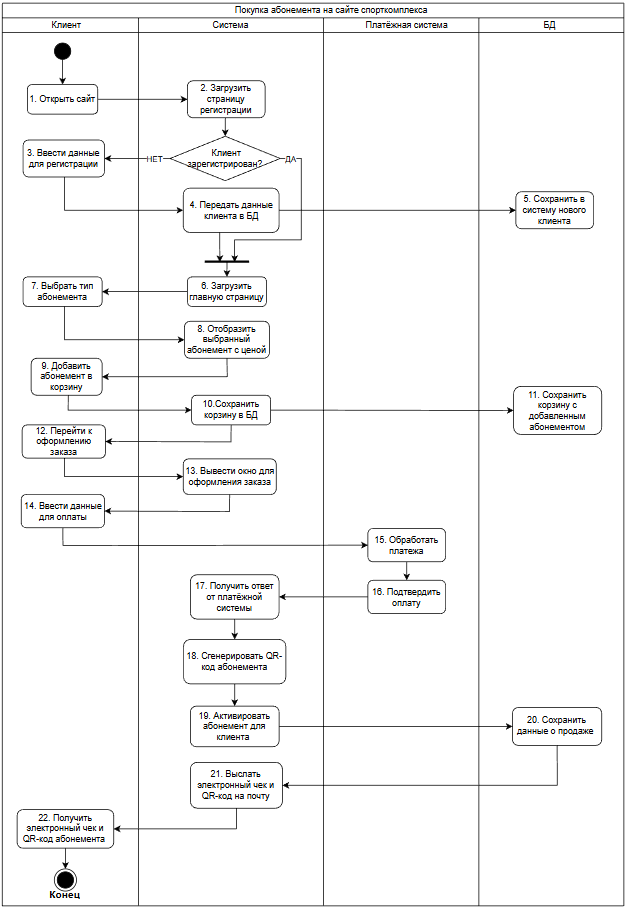 Покупка абонемента на сайте спорткомплекса
Клиент
Система
Платёжная система
БД
1. Открыть сайт
2. Загрузить
страницу
регистрации
Клиент
зарегистрирован?
НЕТ
ДА
3. Ввести данные
для регистрации
4. Передать данные
клиента в БД
5. Сохранить в
систему нового
клиента
6. Загрузить
главную страницу
7. Выбрать тип
абонемента
8. Отобразить
выбранный
абонемент с ценой
9. Добавить
абонемент в
корзину
10.Сохранить
корзину в БД
11. Сохранить
корзину с
добавленным
абонементом
12. Перейти к
оформлению
заказа
13. Вывести окно для
оформления заказа
14. Ввести данные
для оплаты
15. Обработать
платежа
16. Подтвердить
оплату
17. Получить ответ
от платёжной
системы
18. Сгенерировать QR-
код абонемента
19. Активировать
абонемент для
клиента
20. Сохранить
данные о продаже
21. Выслать
электронный чек и
QR-код на почту
22. Получить
электронный чек и
QR-код абонемента
Конец